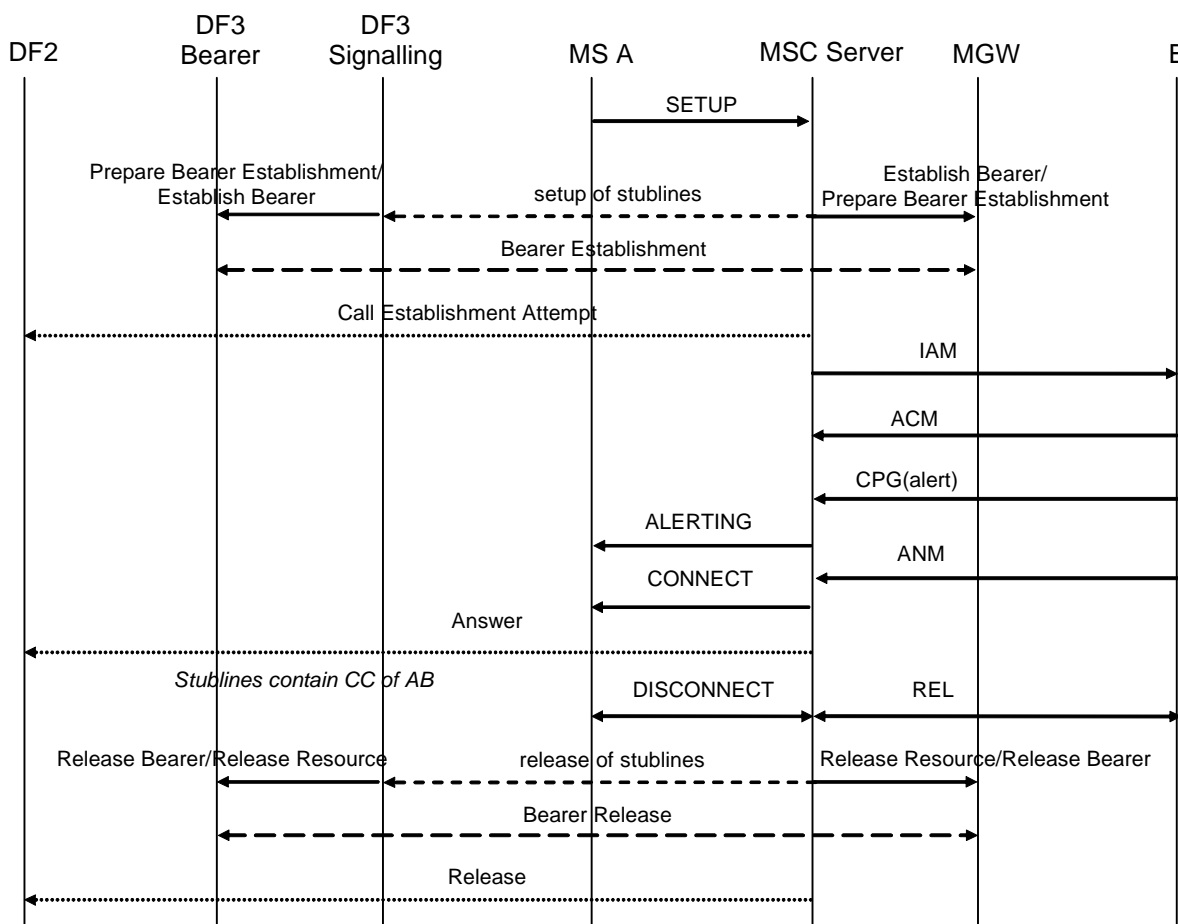 DF2
DF3
Bearer
DF3
Signalling
MS A
MSC Server
MGW
SETUP
Prepare Bearer Establishment/
Establish Bearer
setup of stublines
Establish Bearer/
Prepare Bearer Establishment
Bearer Establishment
Call Establishment Attempt
IAM
ACM
CPG(alert)
ALERTING
ANM
CONNECT
Answer
Stublines contain CC of AB
DISCONNECT
REL
Release Bearer/Release Resource
release of stublines
Release Resource/Release Bearer
Bearer Release
Release